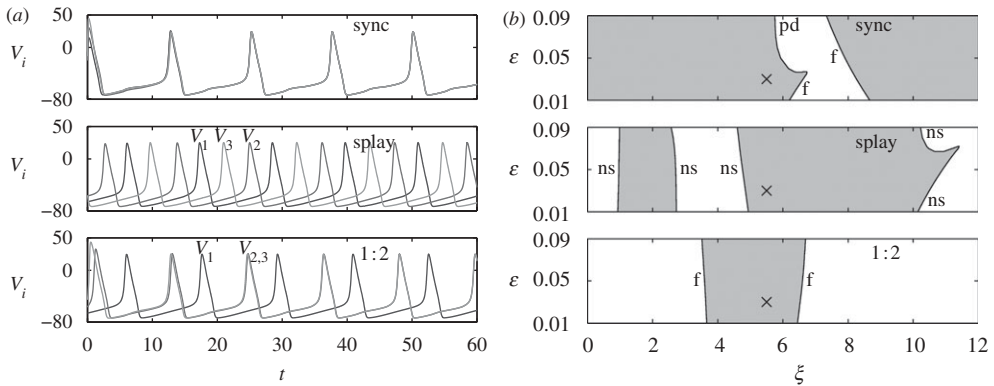 (a) 50 sync
V_i 0
−80
50 V_1 V_3 V_2 splay
V_i 0
−80
50 V_1 V_{2,3} 1:2
V_i 0
−80
0 10 20 30 40 50 60
t
(b) 0.09 pd sync
ε 0.05 f
0.01 f
0.09 splay ns
ε 0.05 ns ns ns
0.01 ns
0.09 1:2
ε 0.05 f f
0.01
0 2 4 6 8 10 12
ξ